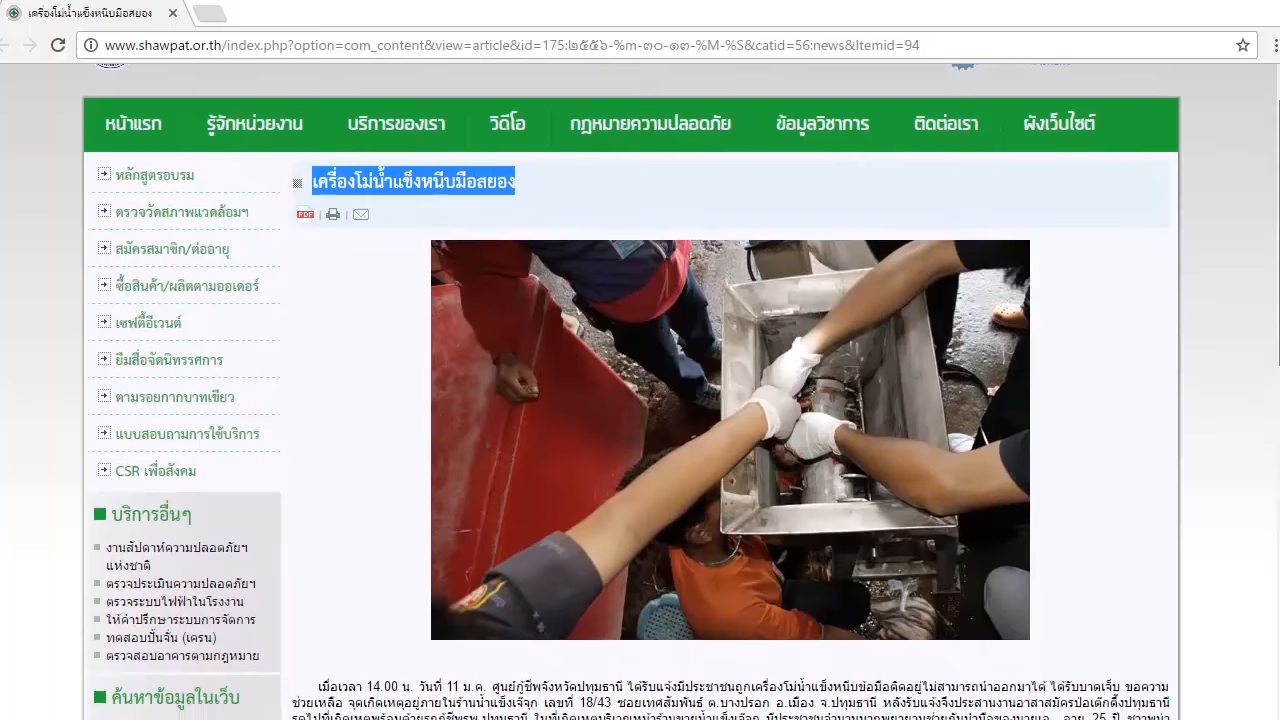 เครื่องโม่น้ำแข็งหนีบมือสยอง
www.shawpat.or.th/index.php?option=com_content&view=article&id=175:๒๕๕๖-%m-๓๐-๑๓-%M-%S&catid=56:news&Itemid=94
หน้าแรก รู้จักหน่วยงาน บริการของเรา วิดีโอ กฎหมายความปลอดภัย ข้อมูลวิชาการ ติดต่อเรา ผังเว็บไซต์
หลักสูตรอบรม
ตรวจวัดสภาพแวดล้อมฯ
สมัครสมาชิก/ต่ออายุ
ซื้อสินค้า/ผลิตตามออเดอร์
เซฟตี้อีเวนต์
ยืมสื่อจัดนิทรรศการ
ตามรอยกากบาทเขียว
แบบสอบถามการใช้บริการ
CSR เพื่อสังคม
บริการอื่นๆ
งานสัปดาห์ความปลอดภัยฯ
แห่งชาติ
ตรวจประเมินความปลอดภัยฯ
ตรวจระบบไฟฟ้าในโรงงาน
ให้คำปรึกษาระบบการจัดการ
ทดสอบปั้นจั่น (เครน)
ตรวจสอบอาคารตามกฎหมาย
ค้นหาข้อมูลในเว็บ
เครื่องโม่น้ำแข็งหนีบมือสยอง
PDF | |
เมื่อเวลา 14.00 น. วันที่ 11 ม.ค. ศูนย์กู้ชีพจังหวัดปทุมธานี ได้รับแจ้งมีประชาชนถูกเครื่องโม่น้ำแข็งหนีบข้อมือติดอยู่ไม่สามารถนำออกมาได้ ได้รับบาดเจ็บ ขอความ
ช่วยเหลือ จุดเกิดเหตุอยู่ภายในร้านน้ำแข็งเจ๊จุก เลขที่ 18/43 ซอยเทศสัมพันธ์ ต.บางปรอก อ.เมือง จ.ปทุมธานี หลังรับแจ้งจึงประสานงานอาสาสมัครป่อเต็กตึ๊งปทุมธานี